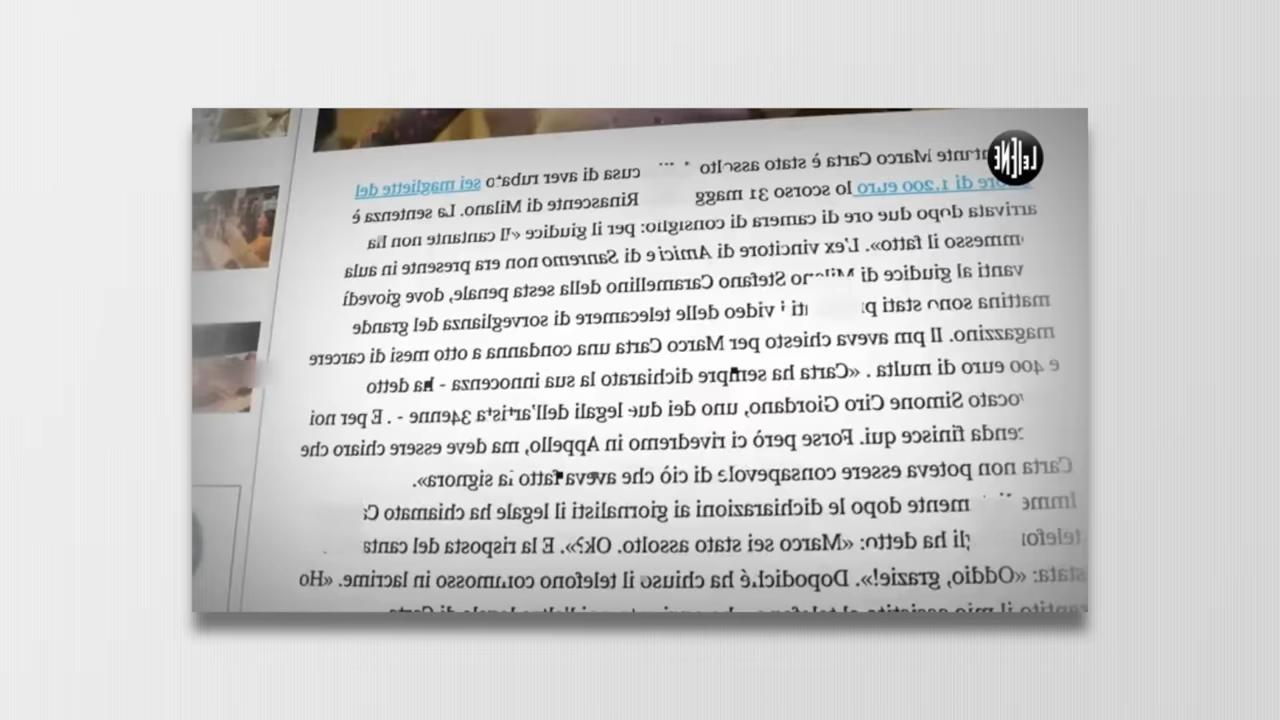 LE IENE
Marco Carta è stato assolto cusa di aver rubato sei magliette del
di 1.200 euro lo scorso 31 magg Rinascente di Milano. La sentenza è
arrivata dopo due ore di camera di consiglio: per il giudice «Il cantante non ha
mmesso il fatto». L'ex vincitore di Amici e di Sanremo non era presente in aula
vanti al giudice di Stefano Caramellino della sesta penale, dove giovedì
mattina sono stati video delle telecamere di sorveglianza del grande
magazzino. Il pm aveva chiesto per Marco Carta una condanna a otto mesi di carcere
e 400 euro di multa . «Carta ha sempre dichiarato la sua innocenza - ha detto
vocato Simone Ciro Giordano, uno dei due legali dell'artista 34enne - . E per noi
cenda finisce qui. Forse però ci rivedremo in Appello, ma deve essere chiaro che
Carta non poteva essere consapevole di ciò che aveva fatto la signora».
Imme mente dopo le dichiarazioni ai giornalisti il legale ha chiamato
telefo gli ha detto: «Marco sei stato assolto. Ok?». E la risposta del canta
stata: «Oddio, grazie!». Dopodiché ha chiuso il telefono commosso in lacrime. «Ho